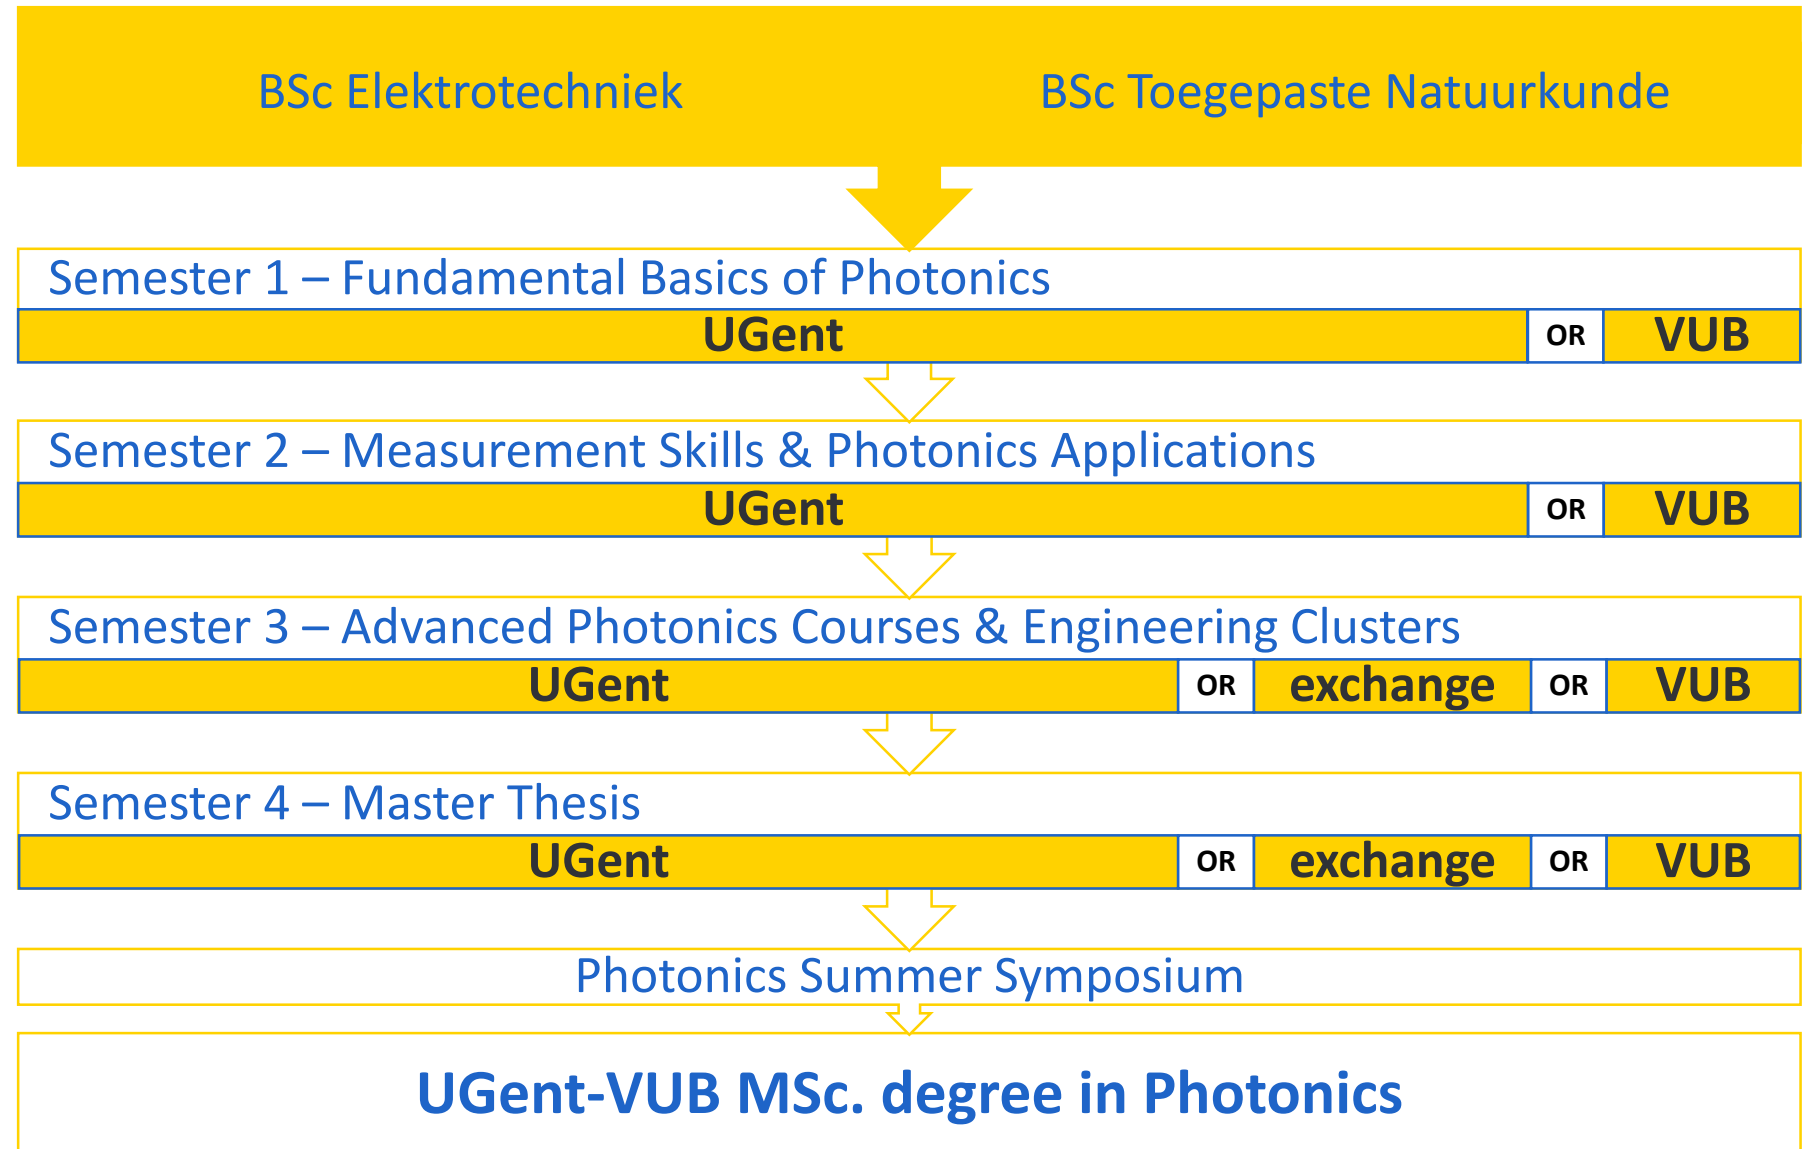 BSc Elektrotechniek
BSc Toegepaste Natuurkunde
Semester 1 – Fundamental Basics of Photonics
UGent OR VUB
Semester 2 – Measurement Skills & Photonics Applications
UGent OR VUB
Semester 3 – Advanced Photonics Courses & Engineering Clusters
UGent OR exchange OR VUB
Semester 4 – Master Thesis
UGent OR exchange OR VUB
Photonics Summer Symposium
UGent-VUB MSc. degree in Photonics